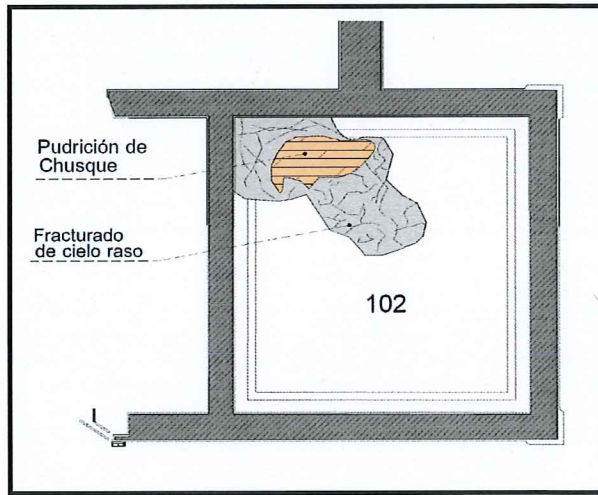 Pudrición de
Chusque
Fracturado
de cielo raso
102